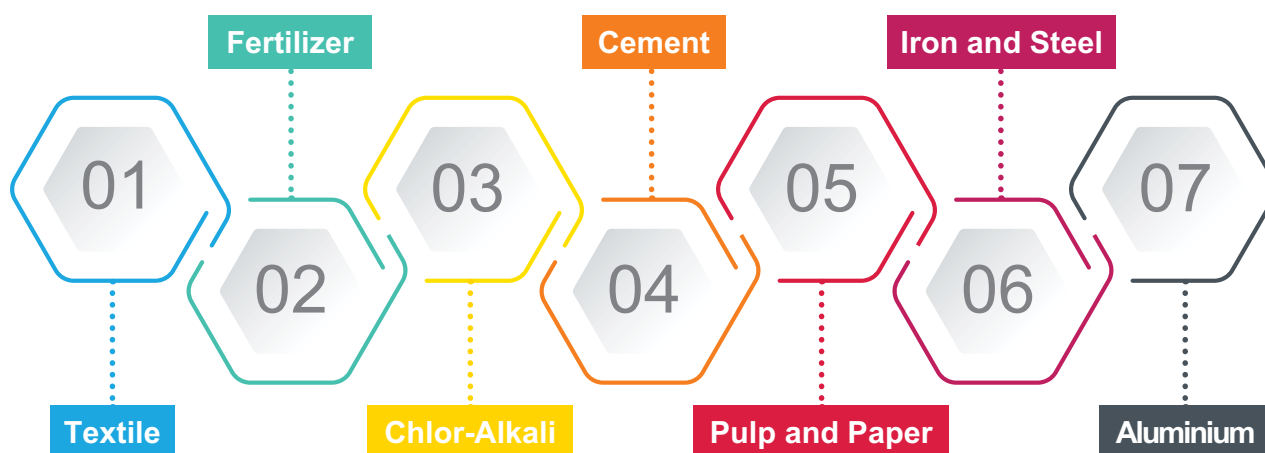 Fertilizer
Cement
Iron and Steel
01
02
03
04
05
06
07
Textile
Chlor-Alkali
Pulp and Paper
Aluminium